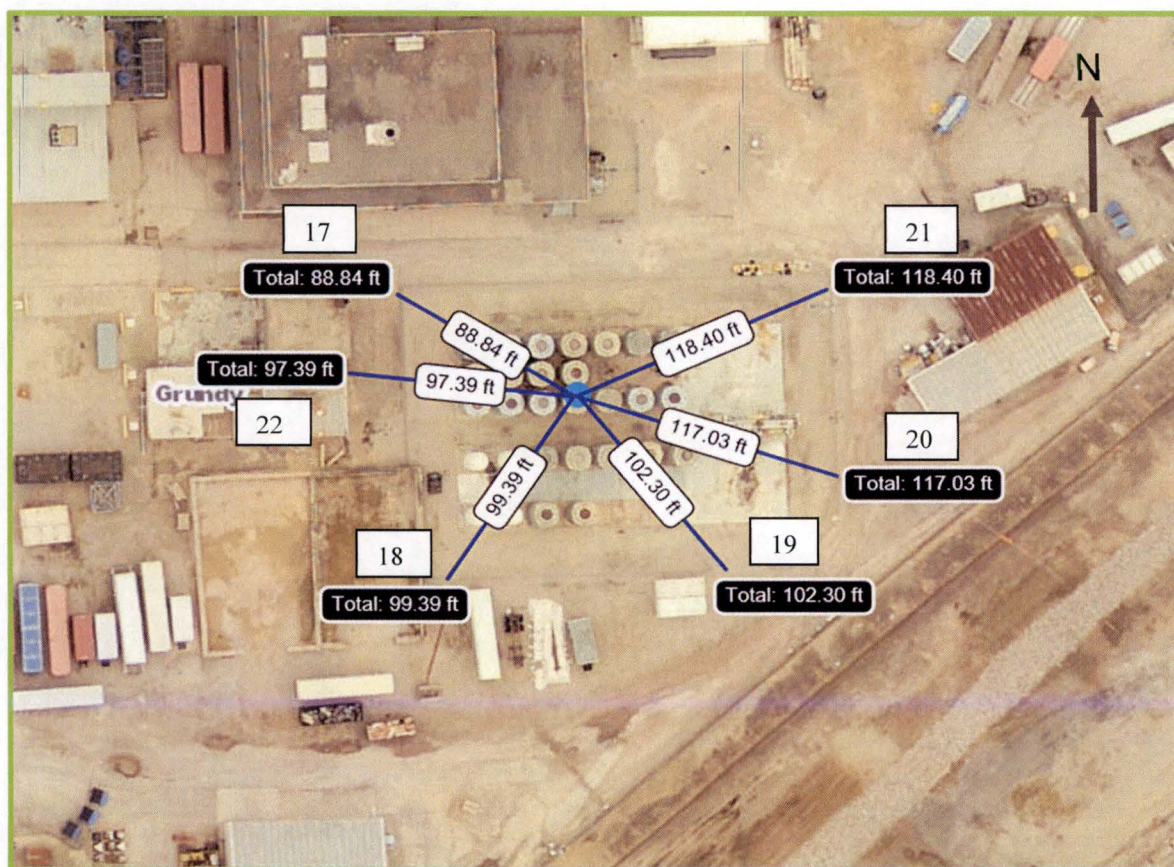 N
17
21
Total: 88.84 ft
Total: 118.40 ft
88.84 ft
118.40 ft
Total: 97.39 ft
97.39 ft
Grundy
22
117.03 ft
20
Total: 117.03 ft
99.39 ft
102.30 ft
18
19
Total: 99.39 ft
Total: 102.30 ft